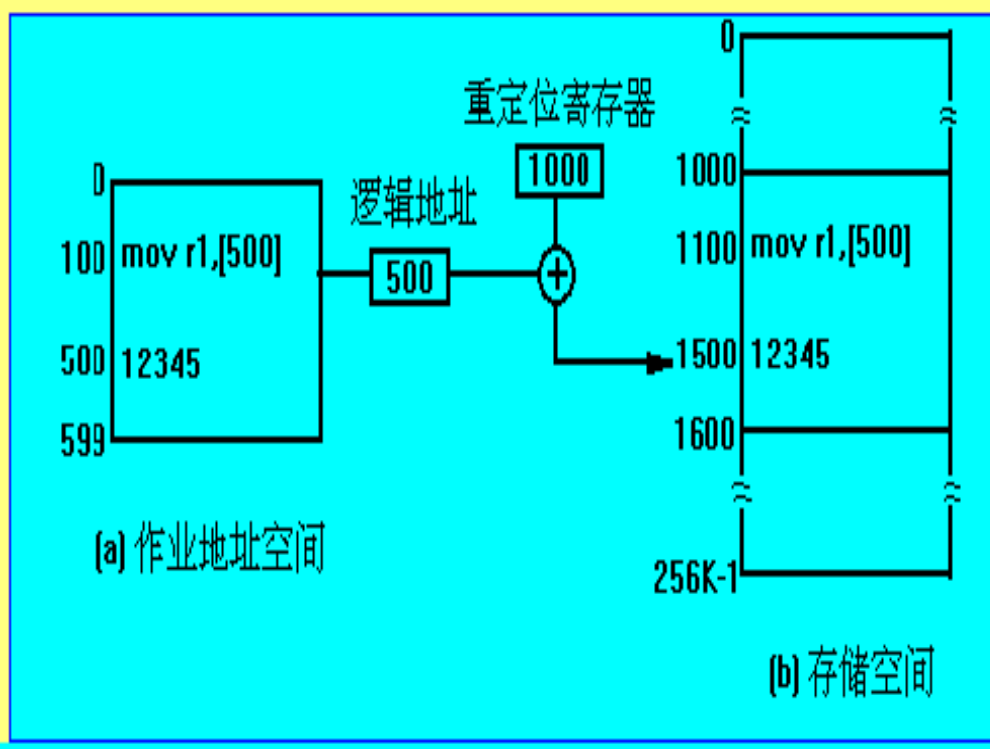 0
100 mov r1,[500]
500 12345
599
(a) 作业地址空间
逻辑地址
500
重定位寄存器
1000
+
0
1000
1100 mov r1,[500]
1500 12345
1600
256K-1
(b) 存储空间